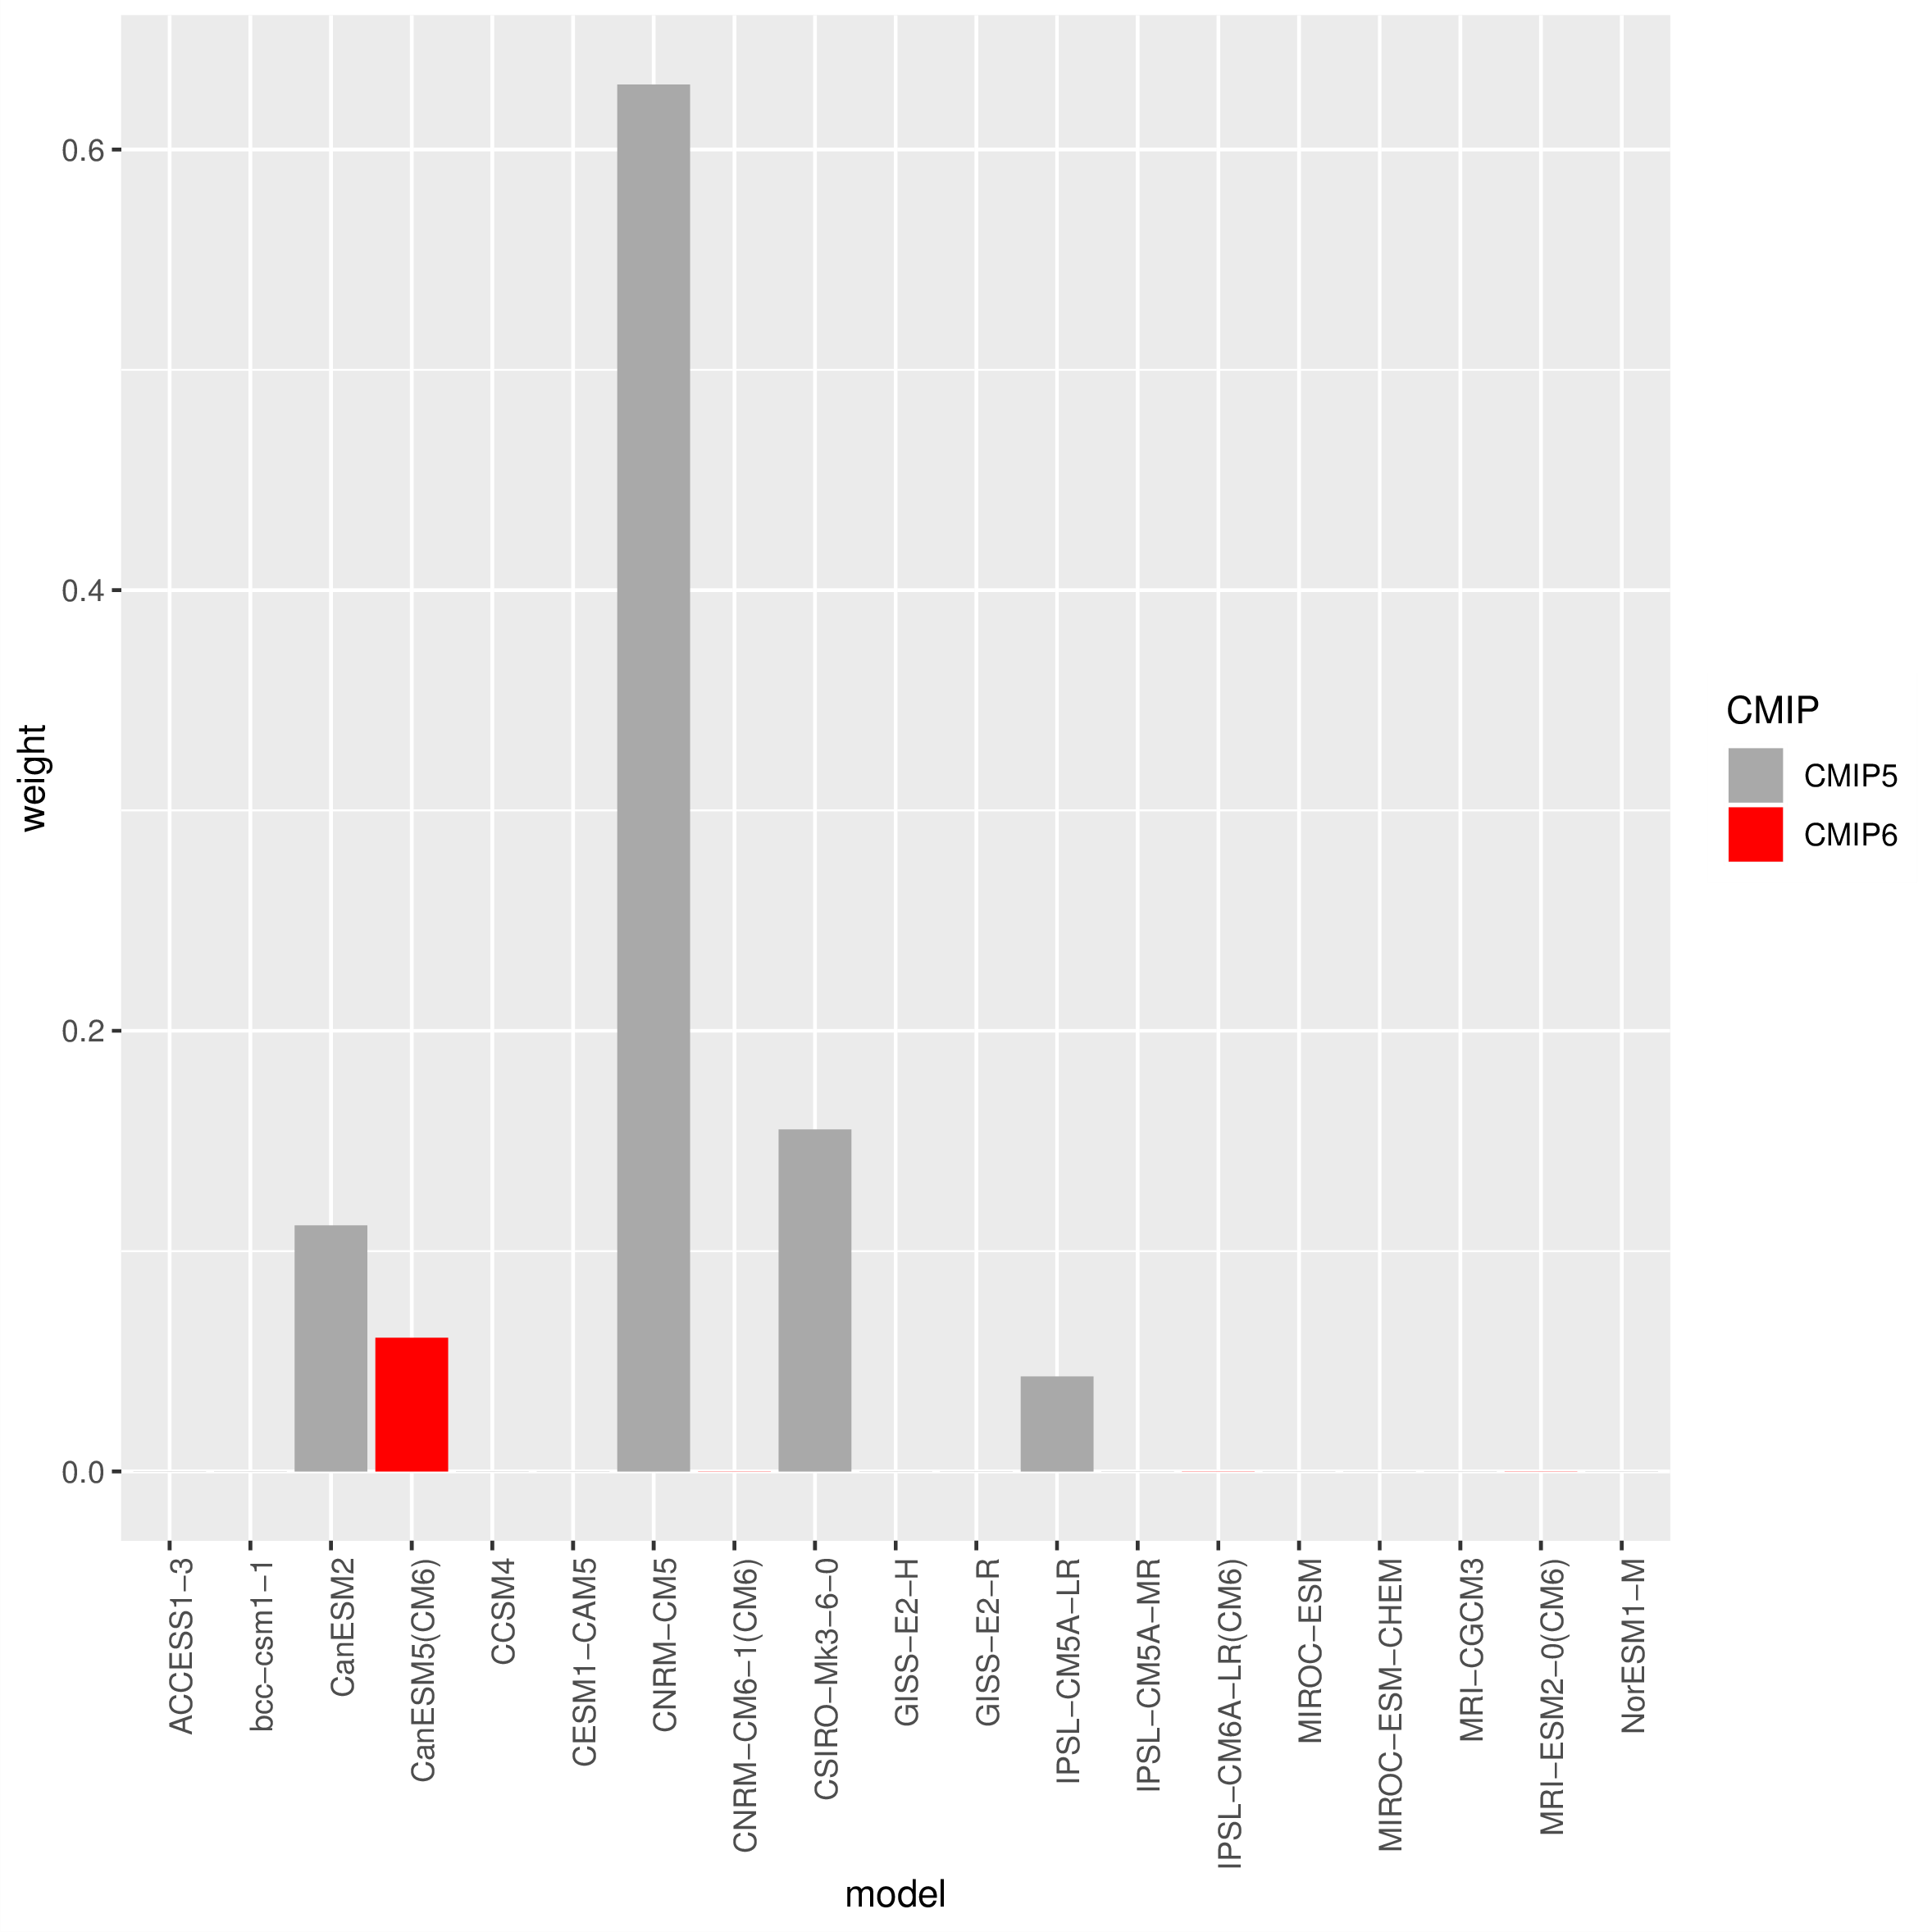 0.6
0.4
0.2
0.0
weight
ACCESS1−3
bcc−csm1−1
CanESM2
CanESM5(CM6)
CCSM4
CESM1−CAM5
CNRM−CM5
CNRM−CM6−1(CM6)
CSIRO−Mk3−6−0
GISS−E2−H
GISS−E2−R
IPSL−CM5A−LR
IPSL−CM5A−MR
IPSL−CM6A−LR(CM6)
MIROC−ESM
MIROC−ESM−CHEM
MRI−CGCM3
MRI−ESM2−0(CM6)
NorESM1−M
model
CMIP
CMIP5
CMIP6